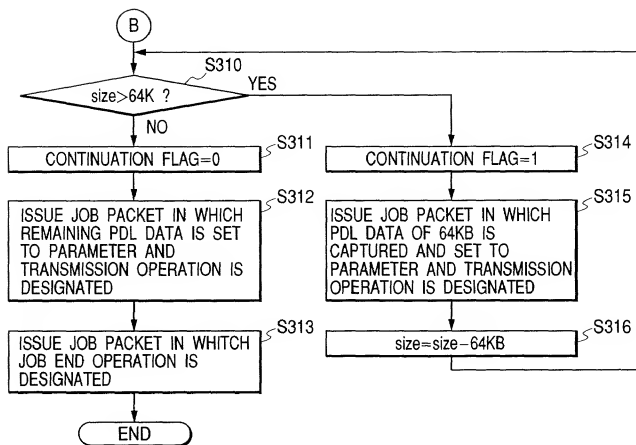 B
S310
size>64K ?
YES
NO
S311
CONTINUATION FLAG=0
S312
ISSUE JOB PACKET IN WHICH
REMAINING PDL DATA IS SET
TO PARAMETER AND
TRANSMISSION OPERATION IS
DESIGNATED
S313
ISSUE JOB PACKET IN WHITCH
JOB END OPERATION IS
DESIGNATED
END
S314
CONTINUATION FLAG=1
S315
ISSUE JOB PACKET IN WHICH
PDL DATA OF 64KB IS
CAPTURED AND SET TO
PARAMETER AND TRANSMISSION
OPERATION IS DESIGNATED
S316
size=size-64KB